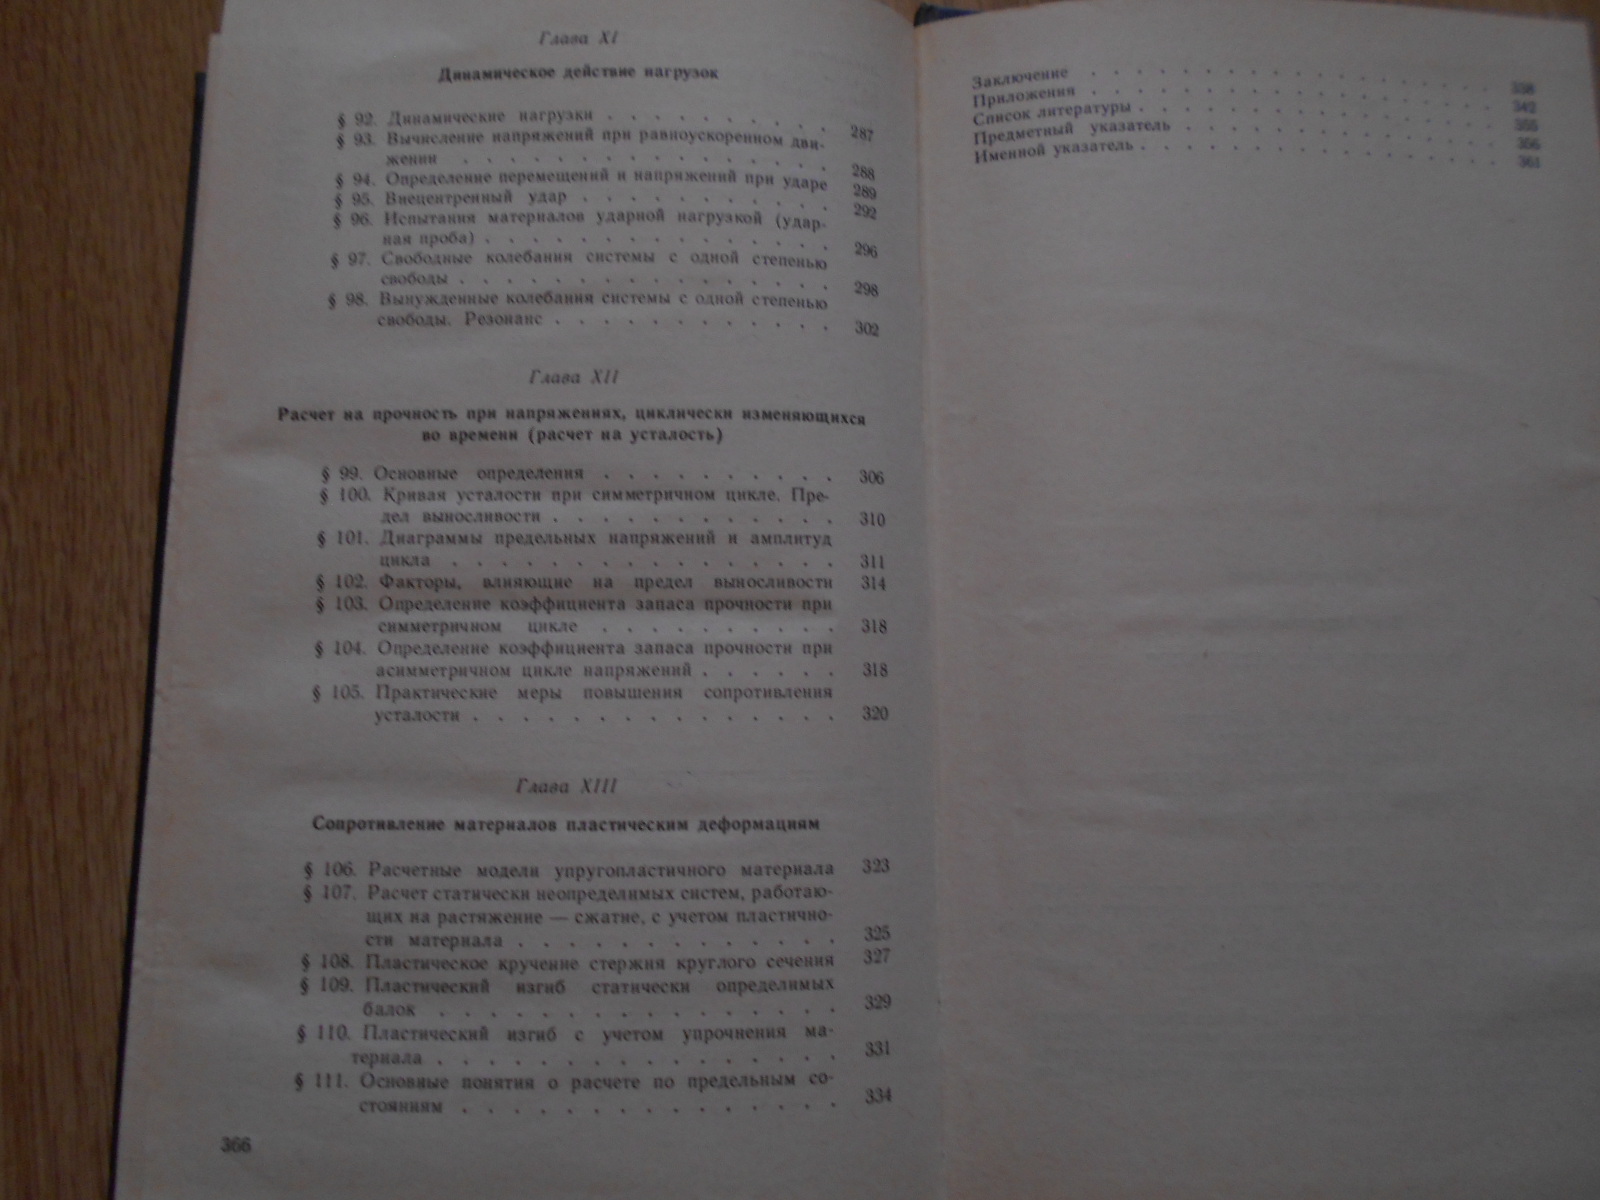 Глава XI
Динамическое действие нагрузок
§ 92. Динамические нагрузки . . . . . . . . . . 287
§ 93. Вычисление напряжений при равноускоренном дви-
жении . . . . . . . . . . . . . . . 288
§ 94. Определение перемещений и напряжений при ударе 289
§ 95. Внецентренный удар . . . . . . . . . . . 292
§ 96. Испытания материалов ударной нагрузкой (удар-
ная проба) . . . . . . . . . . . . . . 296
§ 97. Свободные колебания системы с одной степенью
свободы . . . . . . . . . . . . . . . 298
§ 98. Вынужденные колебания системы с одной степенью
свободы. Резонанс . . . . . . . . . . . . 302
Глава XII
Расчет на прочность при напряжениях, циклически изменяющихся
во времени (расчет на усталость)
§ 99. Основные определения . . . . . . . . . . 306
§ 100. Кривая усталости при симметричном цикле. Пре-
дел выносливости . . . . . . . . . . . . 310
§ 101. Диаграммы предельных напряжений и амплитуд
цикла . . . . . . . . . . . . . . . 311
§ 102. Факторы, влияющие на предел выносливости 314
§ 103. Определение коэффициента запаса прочности при
симметричном цикле . . . . . . . . . . 318
§ 104. Определение коэффициента запаса прочности при
асимметричном цикле напряжений . . . . . . 318
§ 105. Практические меры повышения сопротивления
усталости . . . . . . . . . . . . . . . 320
Глава XIII
Сопротивление материалов пластическим деформациям
§ 106. Расчетные модели упругопластичного материала 323
§ 107. Расчет статически неопределимых систем, работаю-
щих на растяжение — сжатие, с учетом пластично-
сти материала . . . . . . . . . . . . . 325
§ 108. Пластическое кручение стержня круглого сечения 327
§ 109. Пластический изгиб статически определимых
балок . . . . . . . . . . . . . . . . 329
§ 110. Пластический изгиб с учетом упрочнения ма-
териала . . . . . . . . . . . . . . . . 331
§ 111. Основные понятия о расчете по предельным со-
стояниям . . . . . . . . . . . . . . . 334
366
Заключение . . . . . . . . . . . . . . 338
Приложения . . . . . . . . . . . . . . 342
Список литературы . . . . . . . . . . . . 355
Предметный указатель . . . . . . . . . . . 356
Именной указатель . . . . . . . . . . . . 361